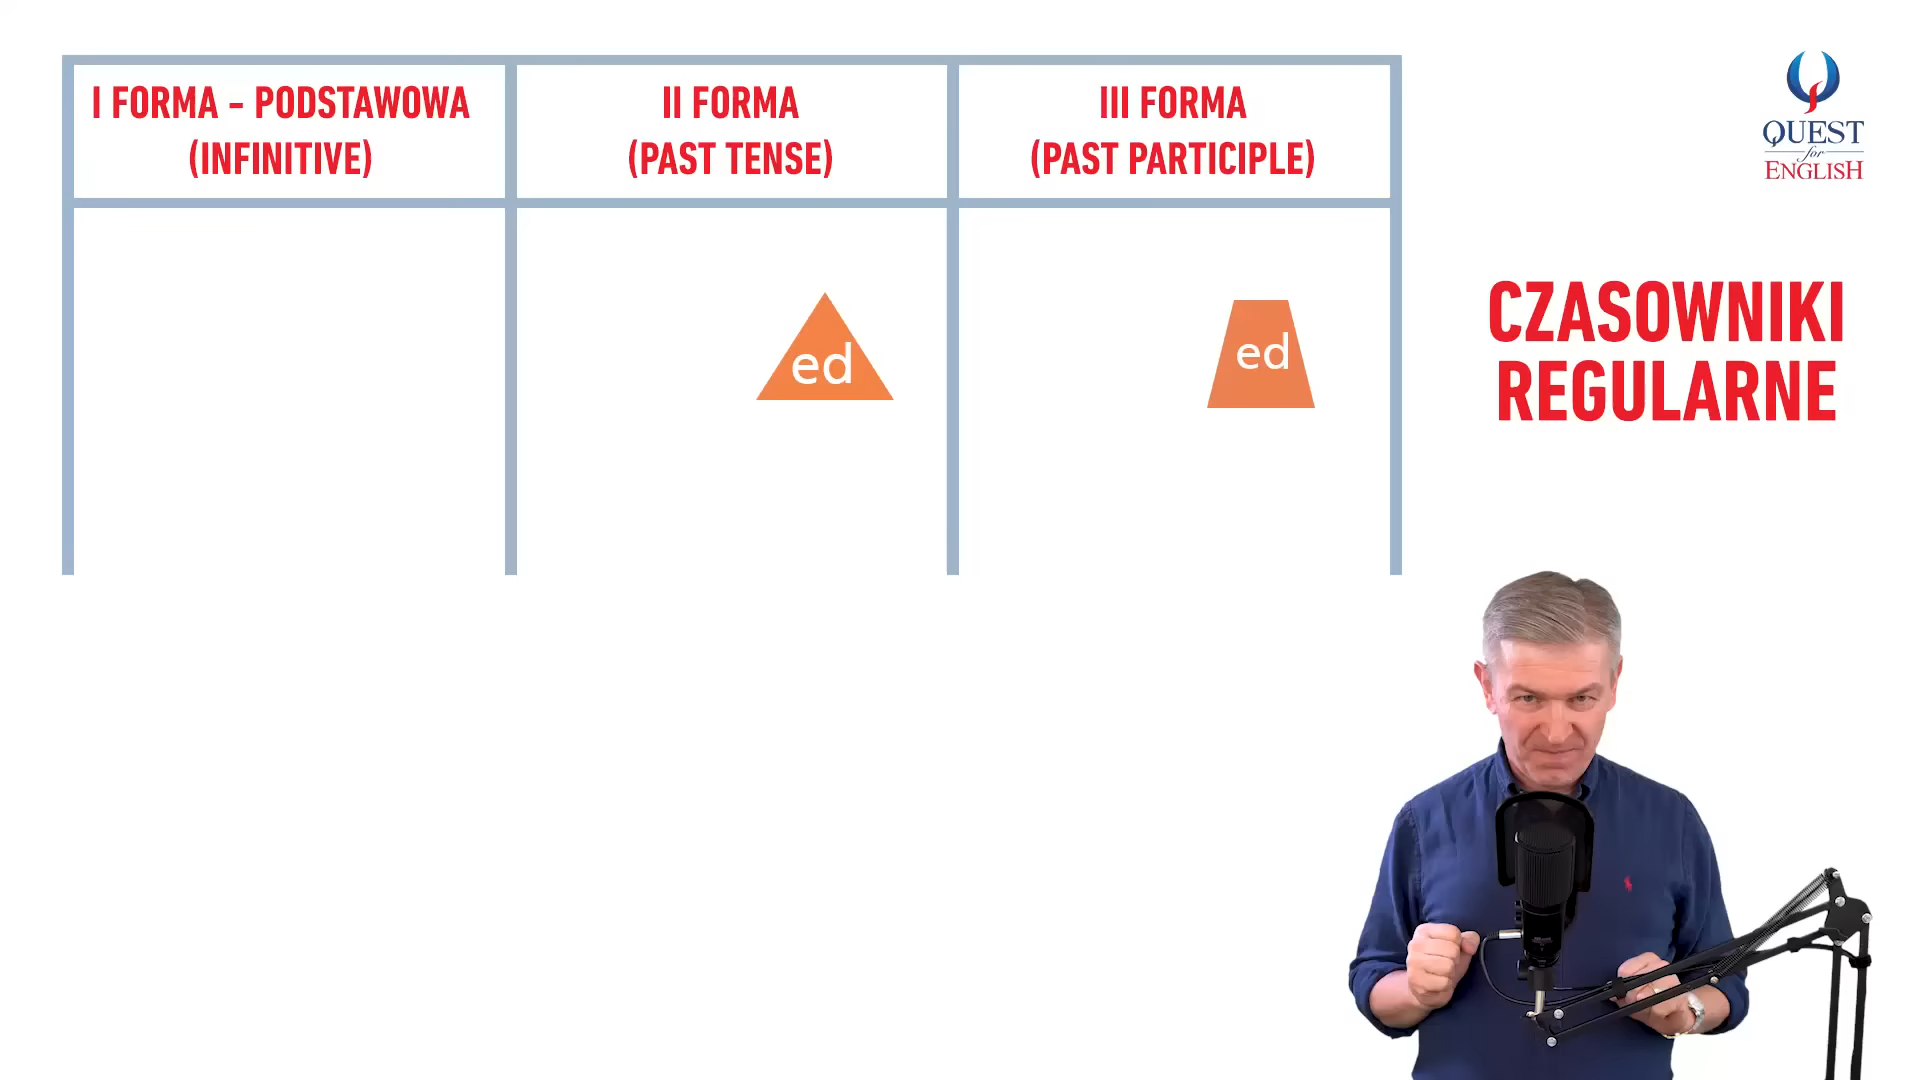 I FORMA – PODSTAWOWA
(INFINITIVE)
II FORMA
(PAST TENSE)
III FORMA
(PAST PARTICIPLE)
ed
ed
QUEST
for
ENGLISH
CZASOWNIKI
REGULARNE